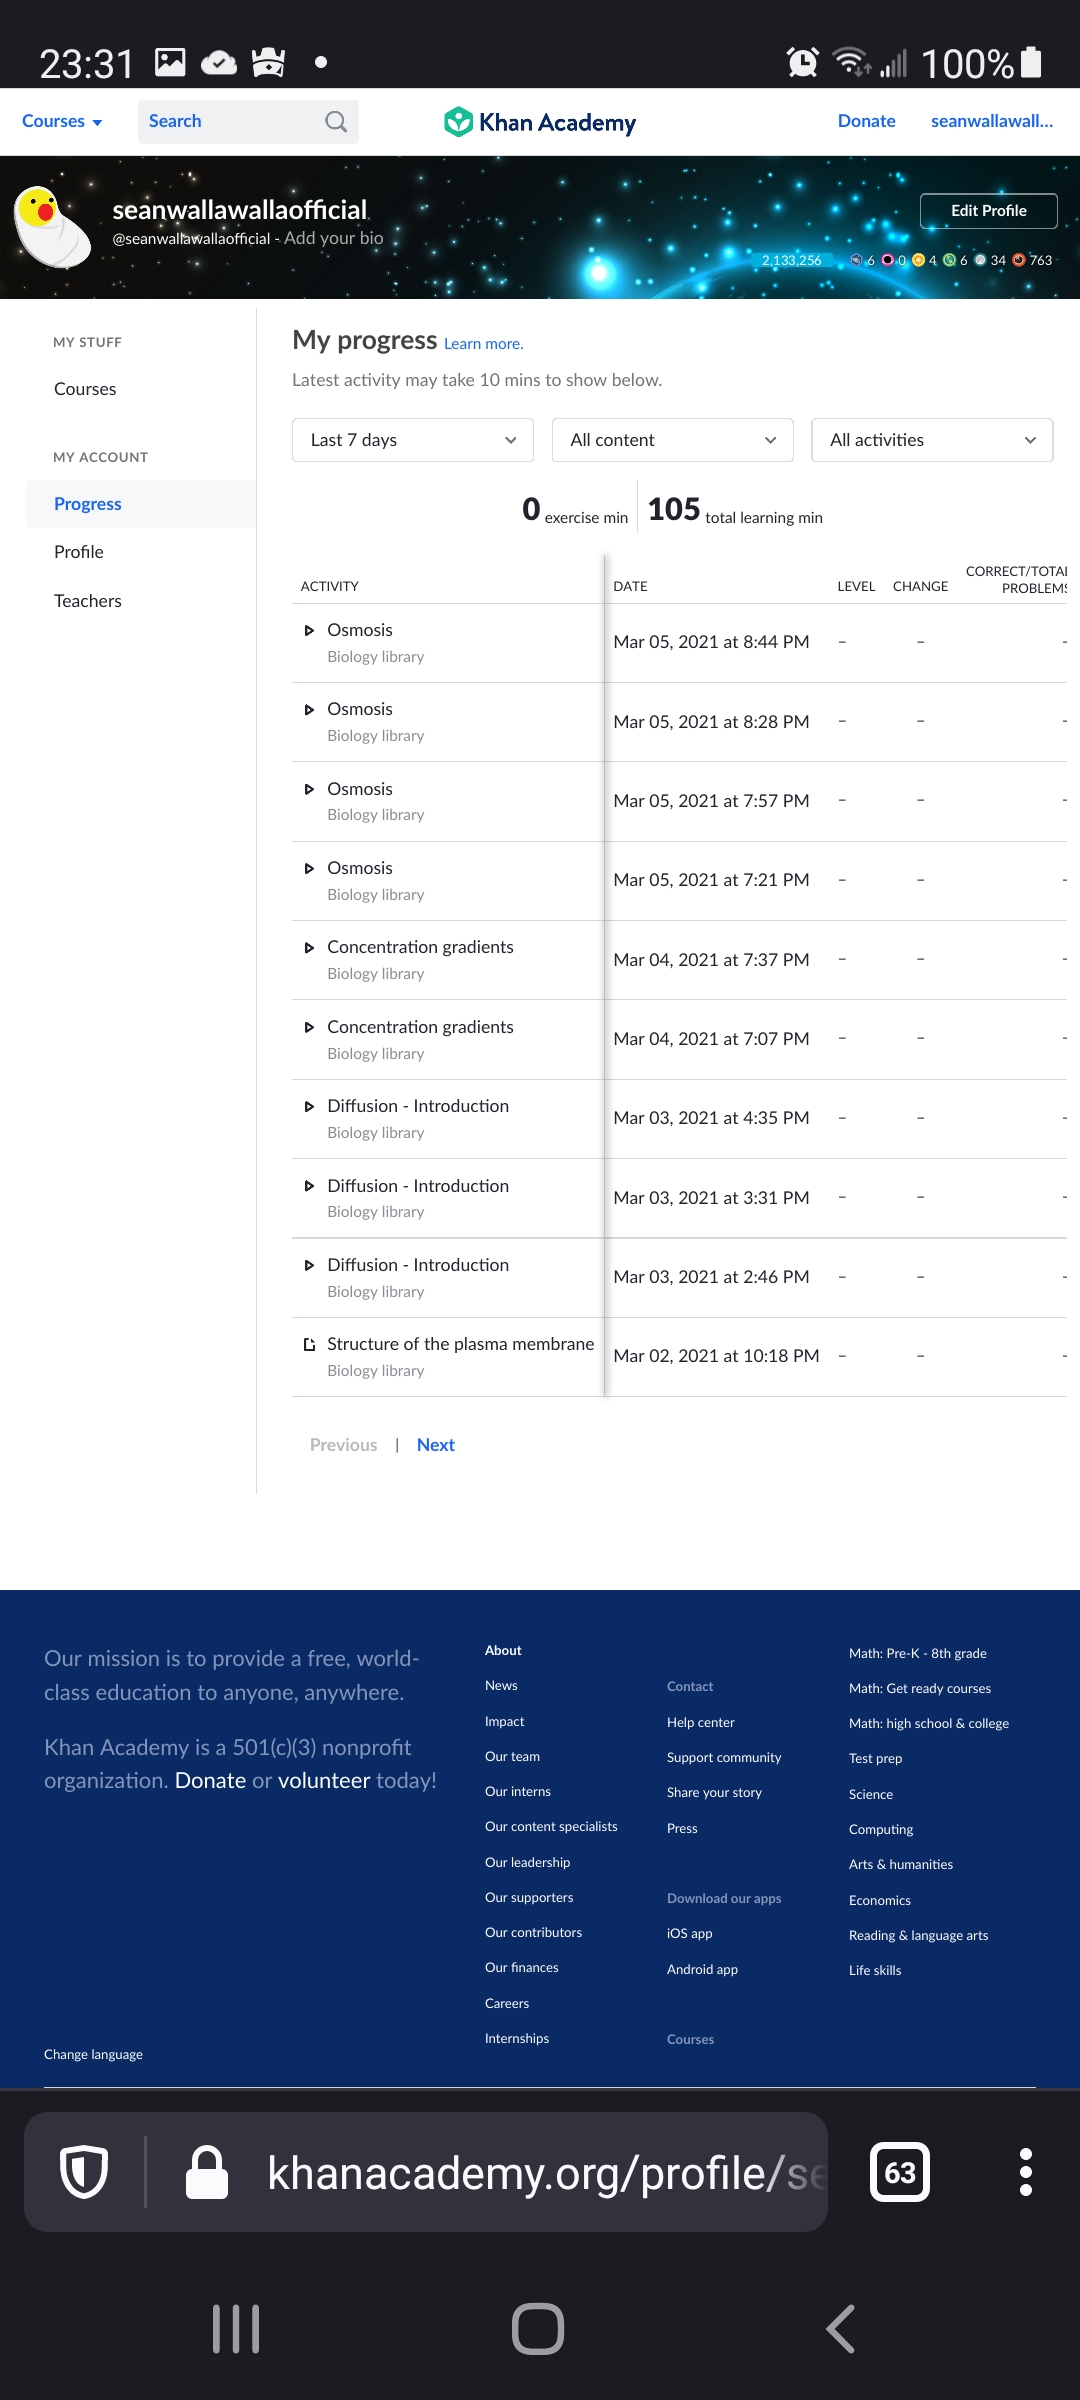 23:31
100%
Courses
Search
Khan Academy
Donate
seanwallawall...
seanwallawallaofficial
@seanwallawallaofficial - Add your bio
Edit Profile
2,133,256
6 0 4 6 34 763
MY STUFF
Courses
MY ACCOUNT
Progress
Profile
Teachers
My progress Learn more.
Latest activity may take 10 mins to show below.
Last 7 days
All content
All activities
0 exercise min
105 total learning min
ACTIVITY DATE LEVEL CHANGE CORRECT/TOTAL PROBLEMS
Osmosis
Biology library
Mar 05, 2021 at 8:44 PM – – –
Osmosis
Biology library
Mar 05, 2021 at 8:28 PM – – –
Osmosis
Biology library
Mar 05, 2021 at 7:57 PM – – –
Osmosis
Biology library
Mar 05, 2021 at 7:21 PM – – –
Concentration gradients
Biology library
Mar 04, 2021 at 7:37 PM – – –
Concentration gradients
Biology library
Mar 04, 2021 at 7:07 PM – – –
Diffusion - Introduction
Biology library
Mar 03, 2021 at 4:35 PM – – –
Diffusion - Introduction
Biology library
Mar 03, 2021 at 3:31 PM – – –
Diffusion - Introduction
Biology library
Mar 03, 2021 at 2:46 PM – – –
Structure of the plasma membrane
Biology library
Mar 02, 2021 at 10:18 PM – – –
Previous | Next
Our mission is to provide a free, world-
class education to anyone, anywhere.
Khan Academy is a 501(c)(3) nonprofit
organization. Donate or volunteer today!
Change language
About
News
Impact
Our team
Our interns
Our content specialists
Our leadership
Our supporters
Our contributors
Our finances
Careers
Internships
Contact
Help center
Support community
Share your story
Press
Download our apps
iOS app
Android app
Courses
Math: Pre-K - 8th grade
Math: Get ready courses
Math: high school & college
Test prep
Science
Computing
Arts & humanities
Economics
Reading & language arts
Life skills
khanacademy.org/profile/se
63